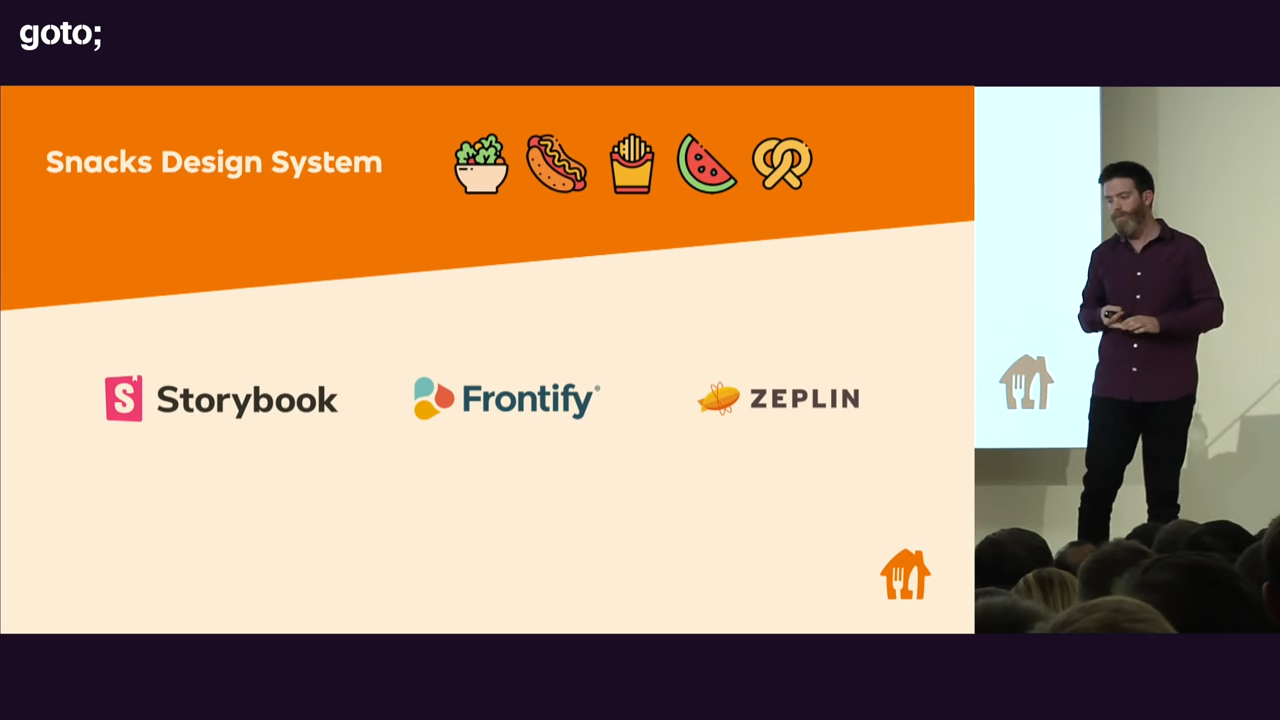 goto;
Snacks Design System
Storybook
Frontify®
ZEPLIN